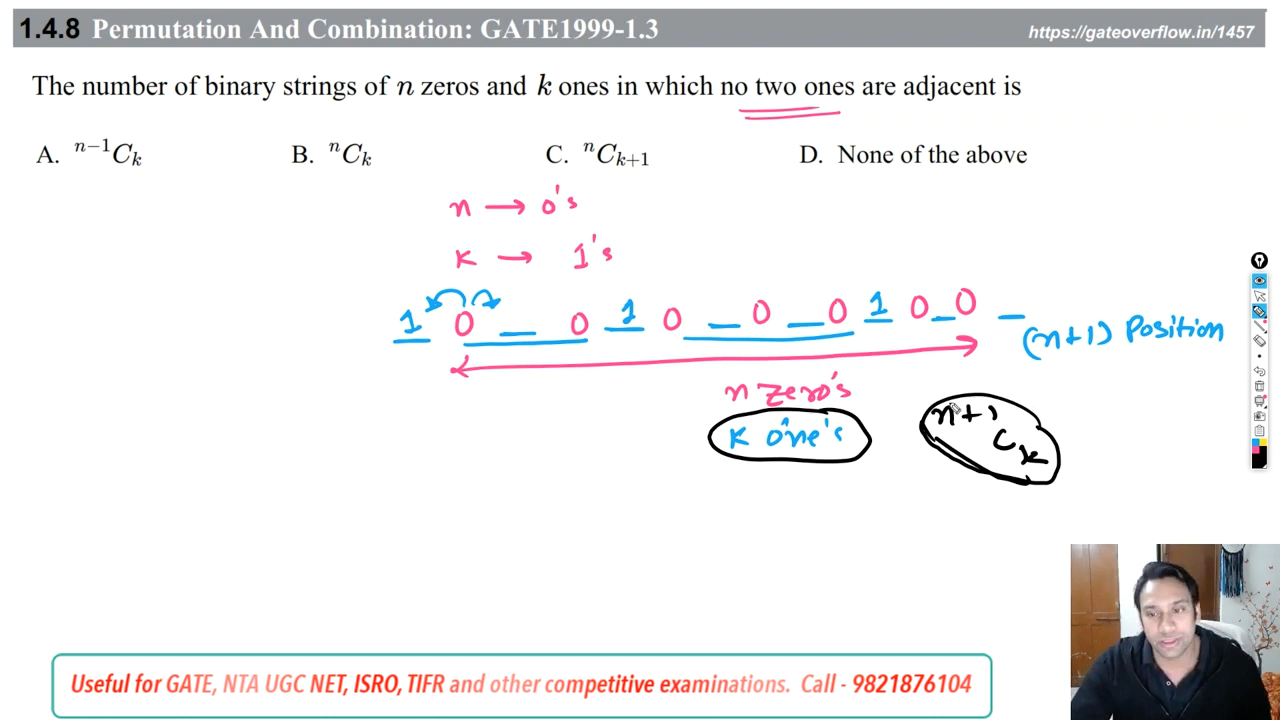 1.4.8 Permutation And Combination: GATE1999-1.3 https://gateoverflow.in/1457
The number of binary strings of n zeros and k ones in which no two ones are adjacent is
A. ⁿ⁻¹Cₖ B. ⁿCₖ C. ⁿCₖ₊₁ D. None of the above
n → 0's
k → 1's
1 0 _ 0 1 0 _ 0 _ 0 1 0 _ 0 _
(n+1) Position
n zero's
k one's
n+1 Cₖ
Useful for GATE, NTA UGC NET, ISRO, TIFR and other competitive examinations. Call - 9821876104